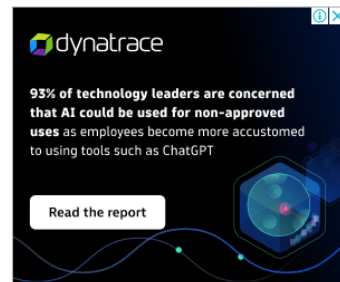 dynatrace
93% of technology leaders are concerned
that AI could be used for non-approved
uses as employees become more accustomed
to using tools such as ChatGPT
Read the report